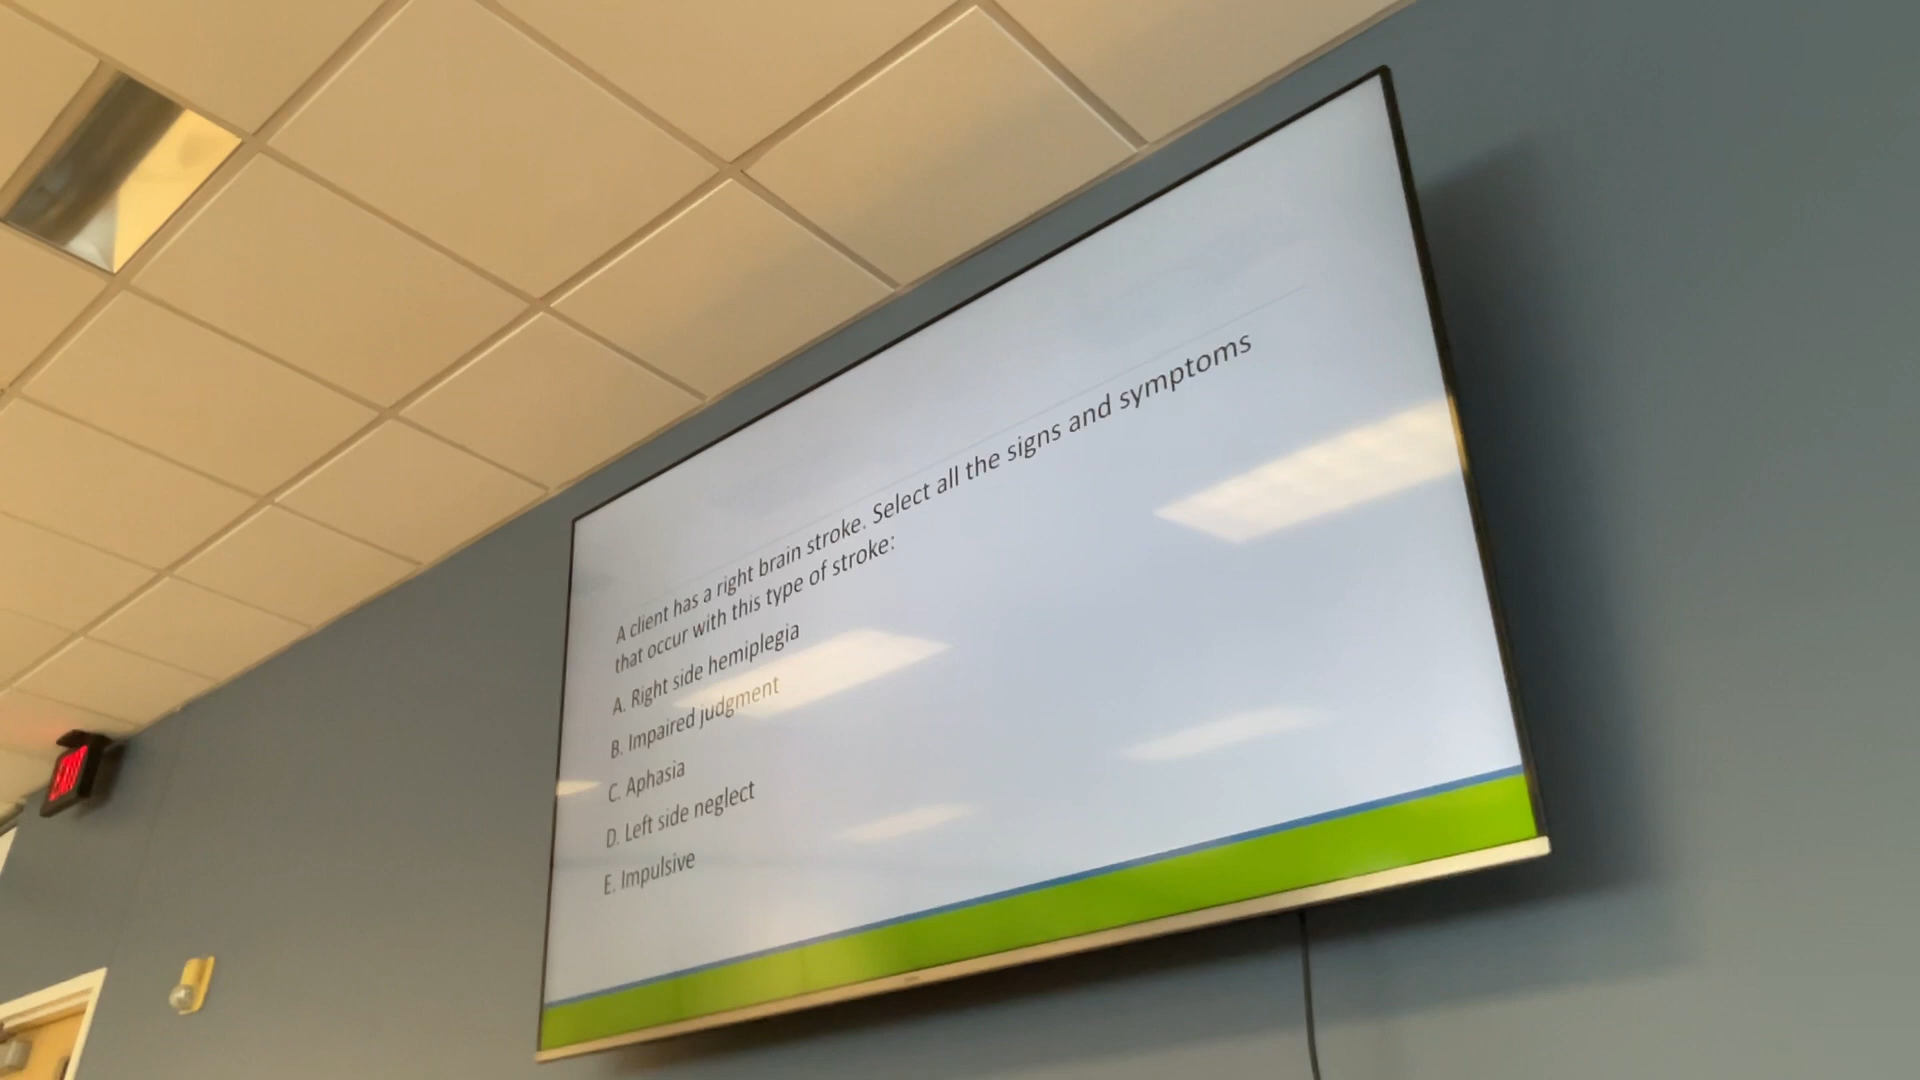 A client has a right brain stroke. Select all the signs and symptoms
that occur with this type of stroke:
A. Right side hemiplegia
B. Impaired judgment
C. Aphasia
D. Left side neglect
E. Impulsive
EXIT